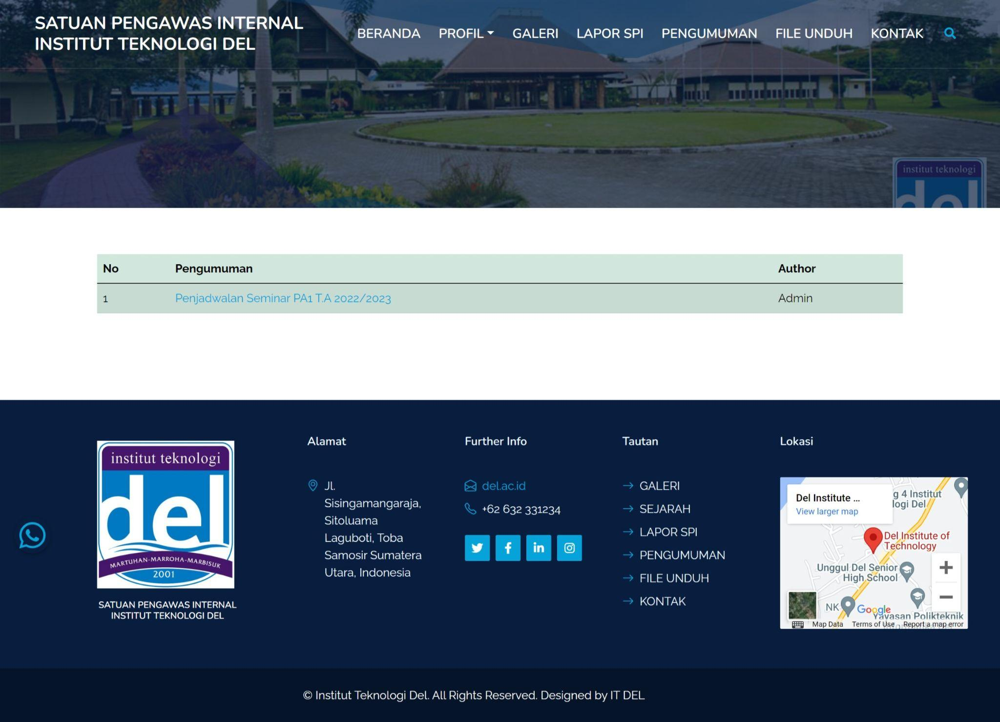 SATUAN PENGAWAS INTERNAL
INSTITUT TEKNOLOGI DEL
BERANDA PROFIL GALERI LAPOR SPI PENGUMUMAN FILE UNDUH KONTAK
institut teknologi
del
No Pengumuman Author
1 Penjadwalan Seminar PA1 T.A 2022/2023 Admin
institut teknologi
del
MARTUHAN-MARROHA-MARBISUK
2001
SATUAN PENGAWAS INTERNAL
INSTITUT TEKNOLOGI DEL
Alamat
Jl.
Sisingamangaraja,
Sitoluama
Laguboti, Toba
Samosir Sumatera
Utara, Indonesia
Further Info
del.ac.id
+62 632 331234
Tautan
GALERI
SEJARAH
LAPOR SPI
PENGUMUMAN
FILE UNDUH
KONTAK
Lokasi
Del Institute ...
View larger map
g 4 Institut
logi Del
Del Institute of
Technology
Unggul Del Senior
High School
NK
Google
Yayasan Polikteknik
Map Data Terms of Use Report a map error
© Institut Teknologi Del. All Rights Reserved. Designed by IT DEL